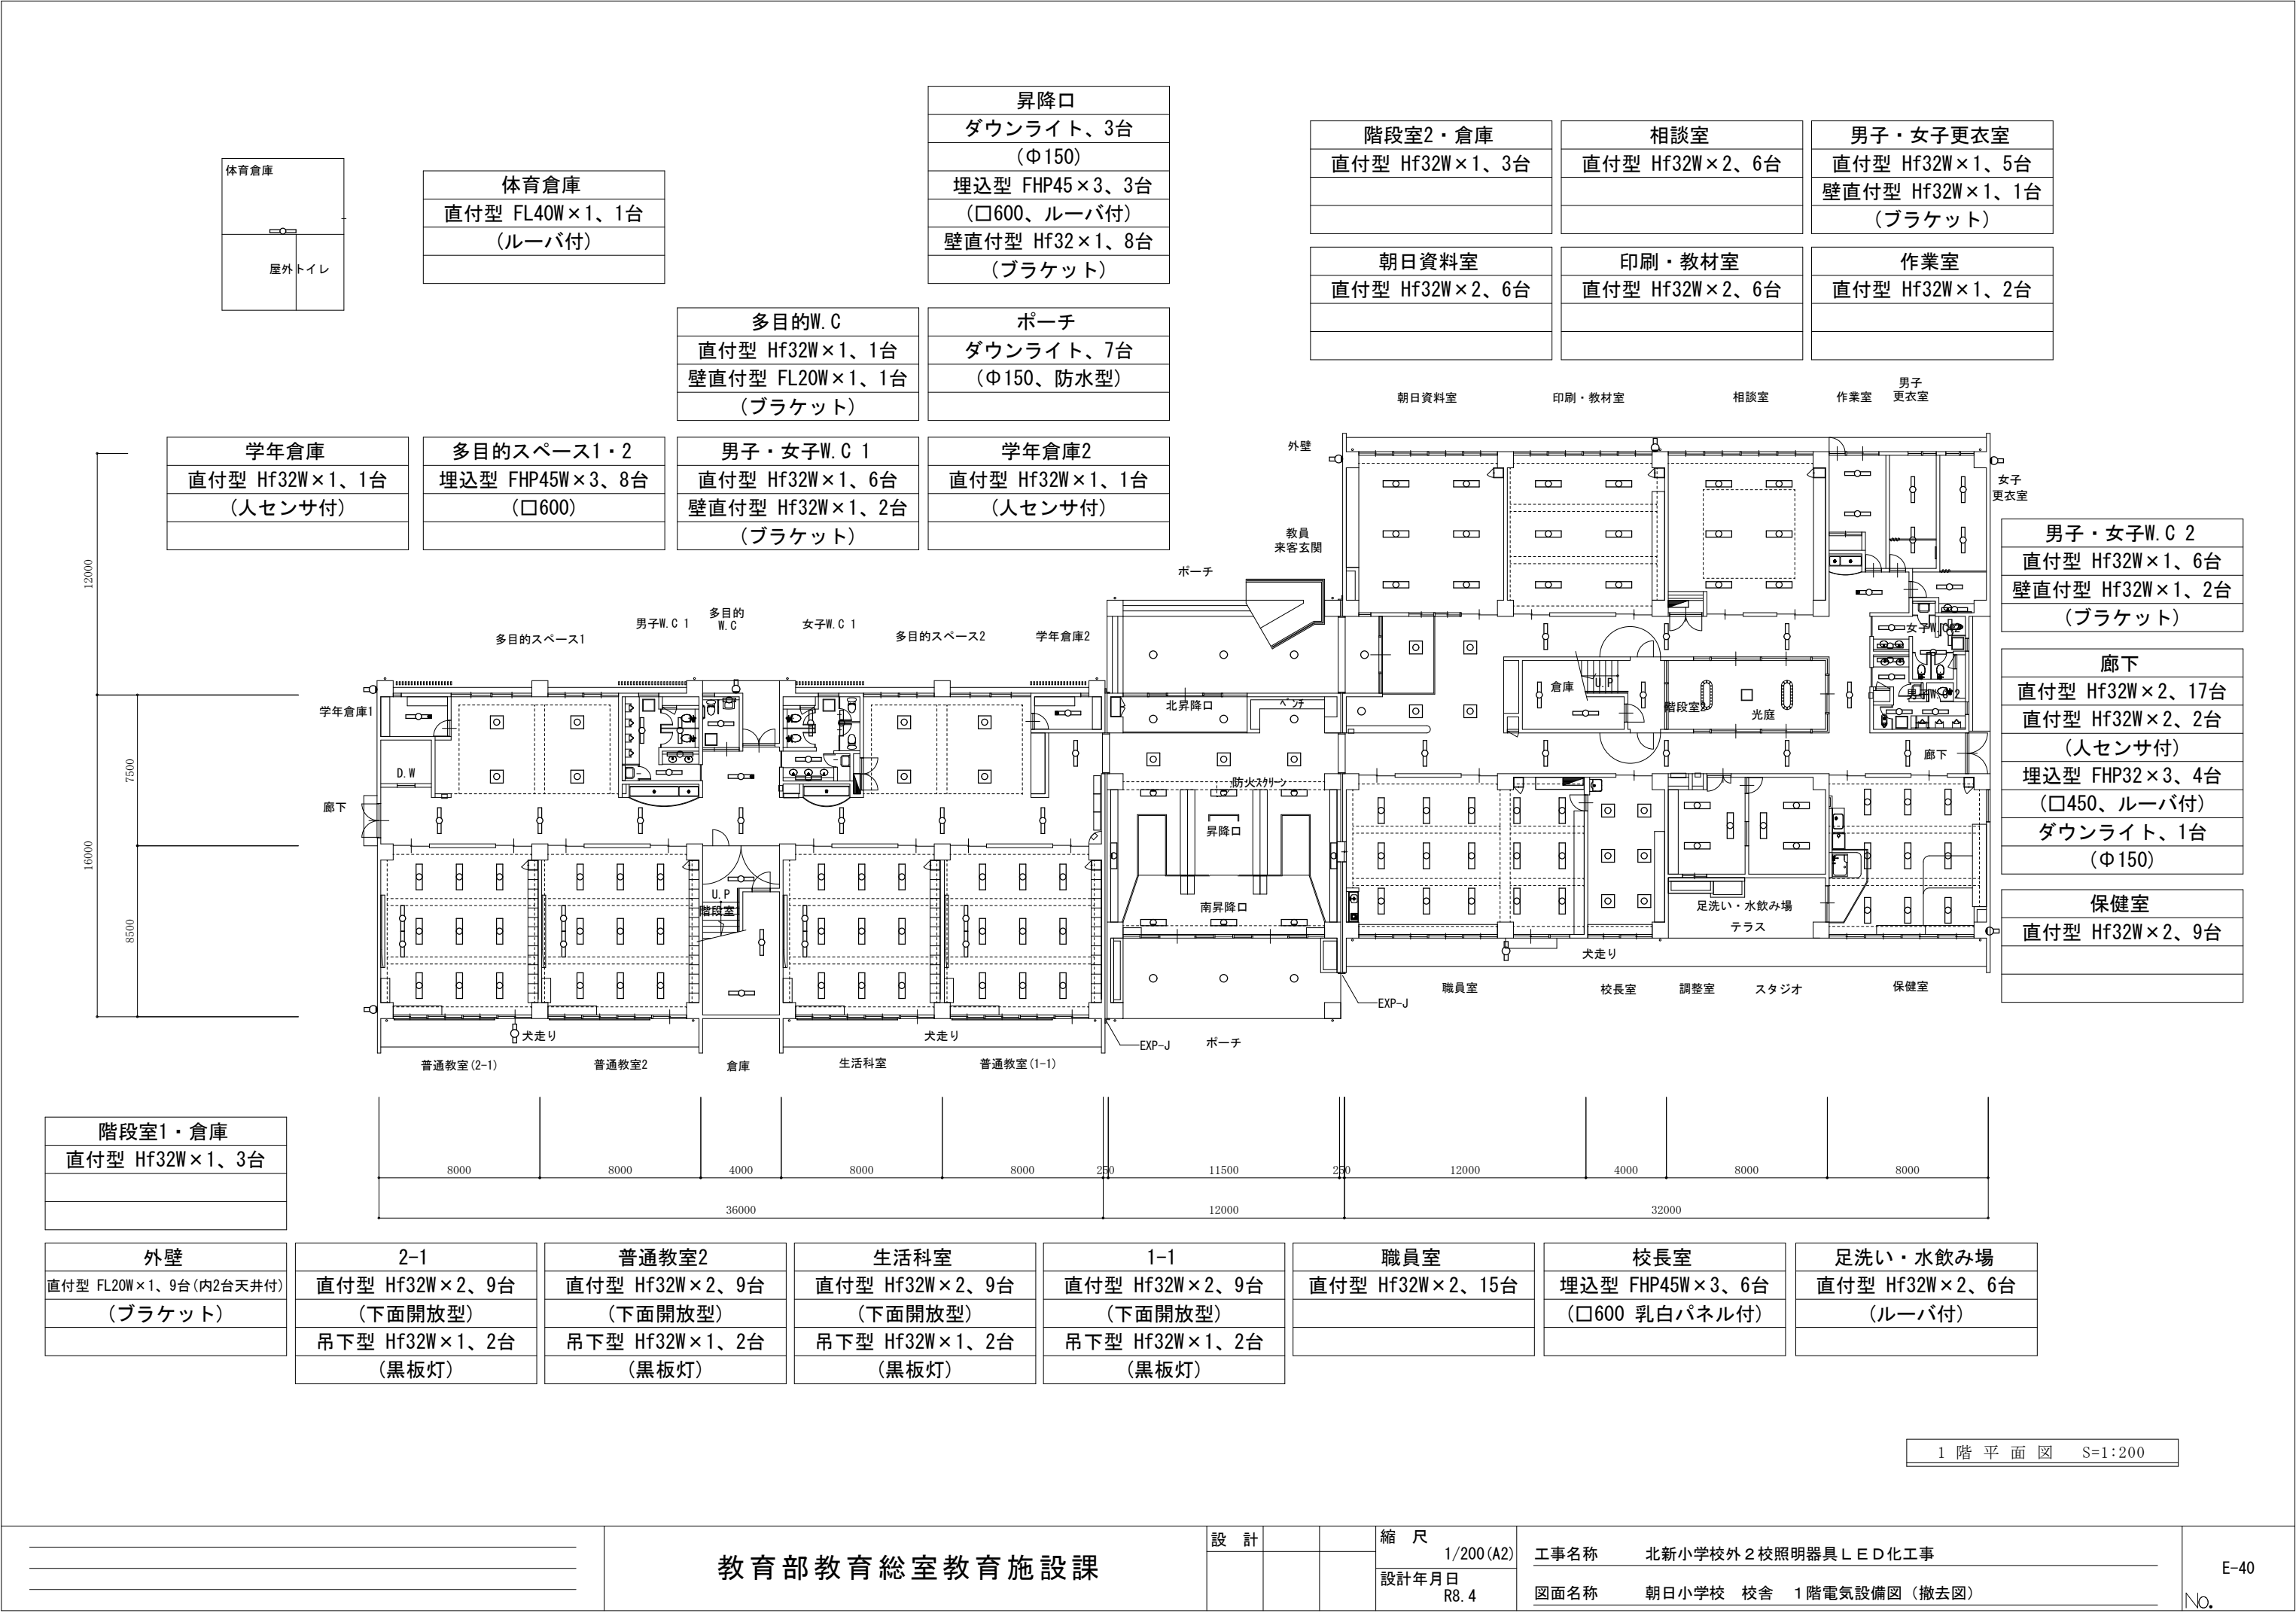 昇降口
ダウンライト、3台
(Φ150)
埋込型 FHP45×3、3台
(□600、ルーバ付)
壁直付型 Hf32×1、8台
(ブラケット)
階段室2・倉庫
直付型 Hf32W×1、3台
相談室
直付型 Hf32W×2、6台
男子・女子更衣室
直付型 Hf32W×1、5台
壁直付型 Hf32W×1、1台
(ブラケット)
体育倉庫
屋外トイレ
体育倉庫
直付型 FL40W×1、1台
(ルーバ付)
朝日資料室
直付型 Hf32W×2、6台
印刷・教材室
直付型 Hf32W×2、6台
作業室
直付型 Hf32W×1、2台
多目的W.C
直付型 Hf32W×1、1台
壁直付型 FL20W×1、1台
(ブラケット)
ポーチ
ダウンライト、7台
(Φ150、防水型)
学年倉庫
直付型 Hf32W×1、1台
(人センサ付)
多目的スペース1・2
埋込型 FHP45W×3、8台
(□600)
男子・女子W.C 1
直付型 Hf32W×1、6台
壁直付型 Hf32W×1、2台
(ブラケット)
学年倉庫2
直付型 Hf32W×1、1台
(人センサ付)
朝日資料室
印刷・教材室
相談室
作業室
男子
更衣室
外壁
女子
更衣室
教員
来客玄関
ポーチ
男子・女子W.C 2
直付型 Hf32W×1、6台
壁直付型 Hf32W×1、2台
(ブラケット)
廊下
直付型 Hf32W×2、17台
直付型 Hf32W×2、2台
(人センサ付)
埋込型 FHP32×3、4台
(□450、ルーバ付)
ダウンライト、1台
(Φ150)
保健室
直付型 Hf32W×2、9台
12000
7500
16000
8500
多目的スペース1
男子W.C 1
多目的
W.C
女子W.C 1
多目的スペース2
学年倉庫2
学年倉庫1
D.W
廊下
北昇降口
ベンチ
防火スクリーン
昇降口
南昇降口
倉庫
U.P
階段室2
光庭
女子W.C 2
男子W.C 2
廊下
U.P
階段室1
足洗い・水飲み場
テラス
犬走り
職員室
校長室
調整室
スタジオ
保健室
EXP-J
犬走り
犬走り
EXP-J
ポーチ
普通教室(2-1)
普通教室2
倉庫
生活科室
普通教室(1-1)
8000
8000
4000
8000
8000
250
11500
250
12000
4000
8000
8000
36000
12000
32000
階段室1・倉庫
直付型 Hf32W×1、3台
外壁
直付型 FL20W×1、9台(内2台天井付)
(ブラケット)
2-1
直付型 Hf32W×2、9台
(下面開放型)
吊下型 Hf32W×1、2台
(黒板灯)
普通教室2
直付型 Hf32W×2、9台
(下面開放型)
吊下型 Hf32W×1、2台
(黒板灯)
生活科室
直付型 Hf32W×2、9台
(下面開放型)
吊下型 Hf32W×1、2台
(黒板灯)
1-1
直付型 Hf32W×2、9台
(下面開放型)
吊下型 Hf32W×1、2台
(黒板灯)
職員室
直付型 Hf32W×2、15台
校長室
埋込型 FHP45W×3、6台
(□600 乳白パネル付)
足洗い・水飲み場
直付型 Hf32W×2、6台
(ルーバ付)
1 階 平 面 図 S=1:200
教育部教育総室教育施設課
設 計
縮 尺
1/200(A2)
設計年月日
R8.4
工事名称 北新小学校外２校照明器具ＬＥＤ化工事
図面名称 朝日小学校 校舎 １階電気設備図（撤去図）
E-40
No.